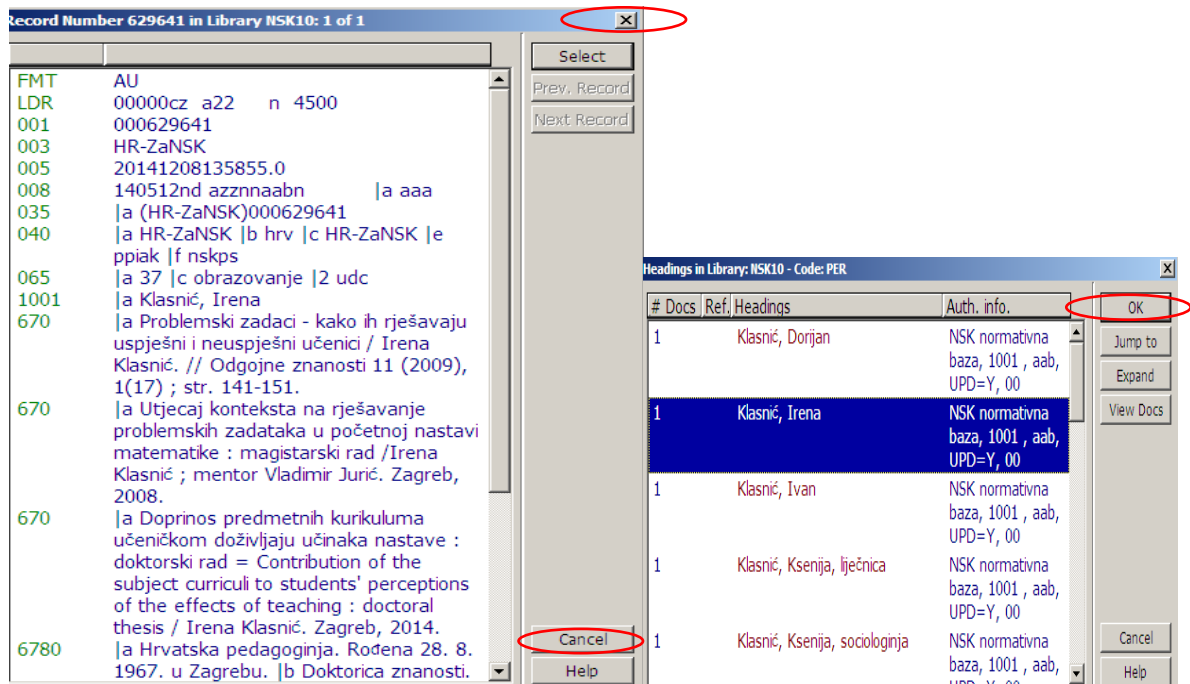 Record Number 629641 in Library NSK10: 1 of 1
Select
Prev. Record
Next Record
FMT AU
LDR 00000cz a22 n 4500
001 000629641
003 HR-ZaNSK
005 20141208135855.0
008 140512nd azznnaabn |a aaa
035 |a (HR-ZaNSK)000629641
040 |a HR-ZaNSK |b hrv |c HR-ZaNSK |e
ppiak |f nskps
065 |a 37 |c obrazovanje |2 udc
1001 |a Klasnić, Irena
670 |a Problemski zadaci - kako ih rješavaju
uspješni i neuspješni učenici / Irena
Klasnić. // Odgojne znanosti 11 (2009),
1(17) ; str. 141-151.
670 |a Utjecaj konteksta na rješavanje
problemskih zadataka u početnoj nastavi
matematike : magistarski rad /Irena
Klasnić ; mentor Vladimir Jurić. Zagreb,
2008.
670 |a Doprinos predmetnih kurikuluma
učeničkom doživljaju učinaka nastave :
doktorski rad = Contribution of the
subject curriculi to students' perceptions
of the effects of teaching : doctoral
thesis / Irena Klasnić. Zagreb, 2014.
6780 |a Hrvatska pedagoginja. Rođena 28. 8.
1967. u Zagrebu. |b Doktorica znanosti.
Cancel
Help
Headings in Library: NSK10 - Code: PER
# Docs Ref. Headings Auth. info.
1 Klasnić, Dorijan NSK normativna
baza, 1001 , aab,
UPD=Y, 00
1 Klasnić, Irena NSK normativna
baza, 1001 , aab,
UPD=Y, 00
1 Klasnić, Ivan NSK normativna
baza, 1001 , aab,
UPD=Y, 00
1 Klasnić, Ksenija, liječnica NSK normativna
baza, 1001 , aab,
UPD=Y, 00
1 Klasnić, Ksenija, sociologinja NSK normativna
baza, 1001 , aab,
UPD=Y, 00
OK
Jump to
Expand
View Docs
Cancel
Help